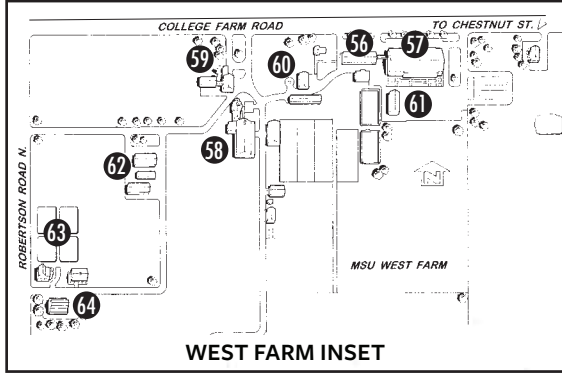 COLLEGE FARM ROAD
TO CHESTNUT ST.
56
57
59
60
61
58
62
ROBERTSON ROAD N.
63
N
MSU WEST FARM
64
WEST FARM INSET